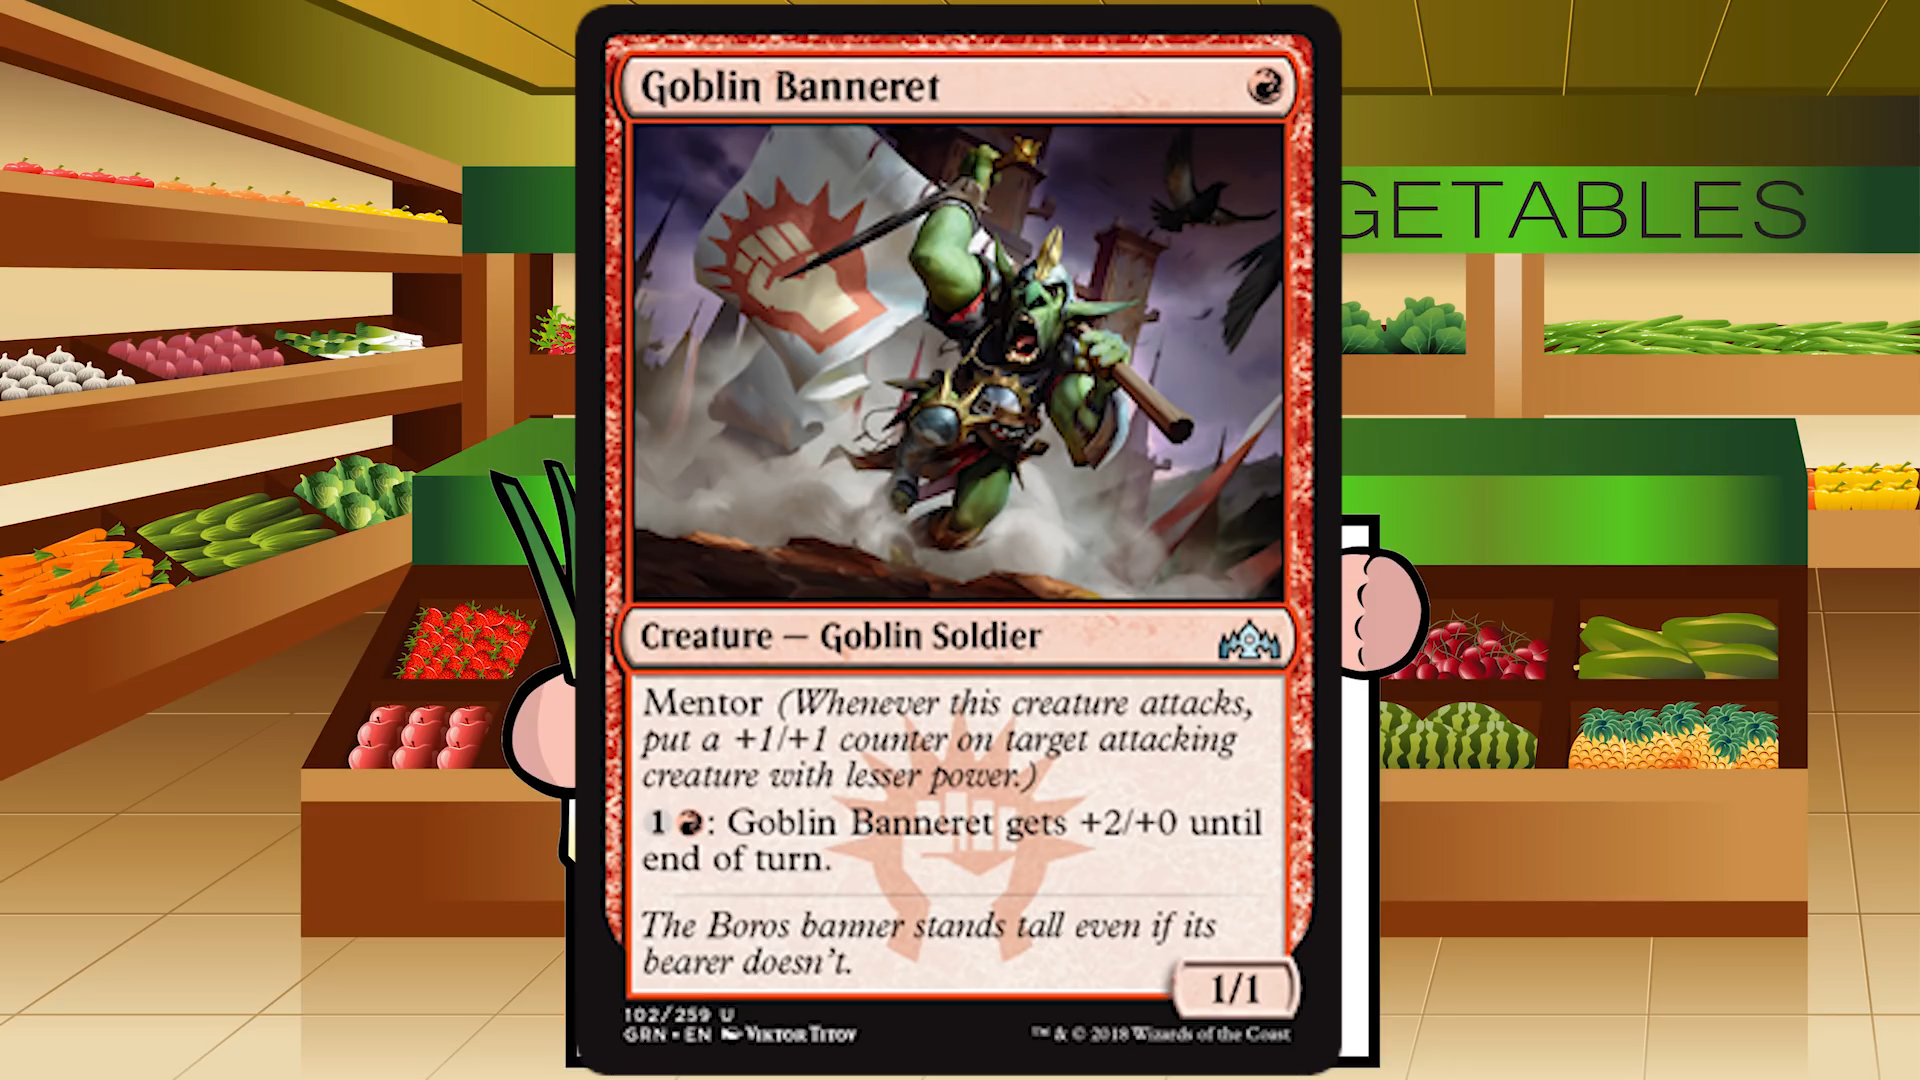 Goblin Banneret
GETABLES
Creature — Goblin Soldier
Mentor (Whenever this creature attacks,
put a +1/+1 counter on target attacking
creature with lesser power.)
1 : Goblin Banneret gets +2/+0 until
end of turn.
The Boros banner stands tall even if its
bearer doesn't.
1/1
102/259 U
GRN • EN Viktor Titov
™ & © 2018 Wizards of the Coast